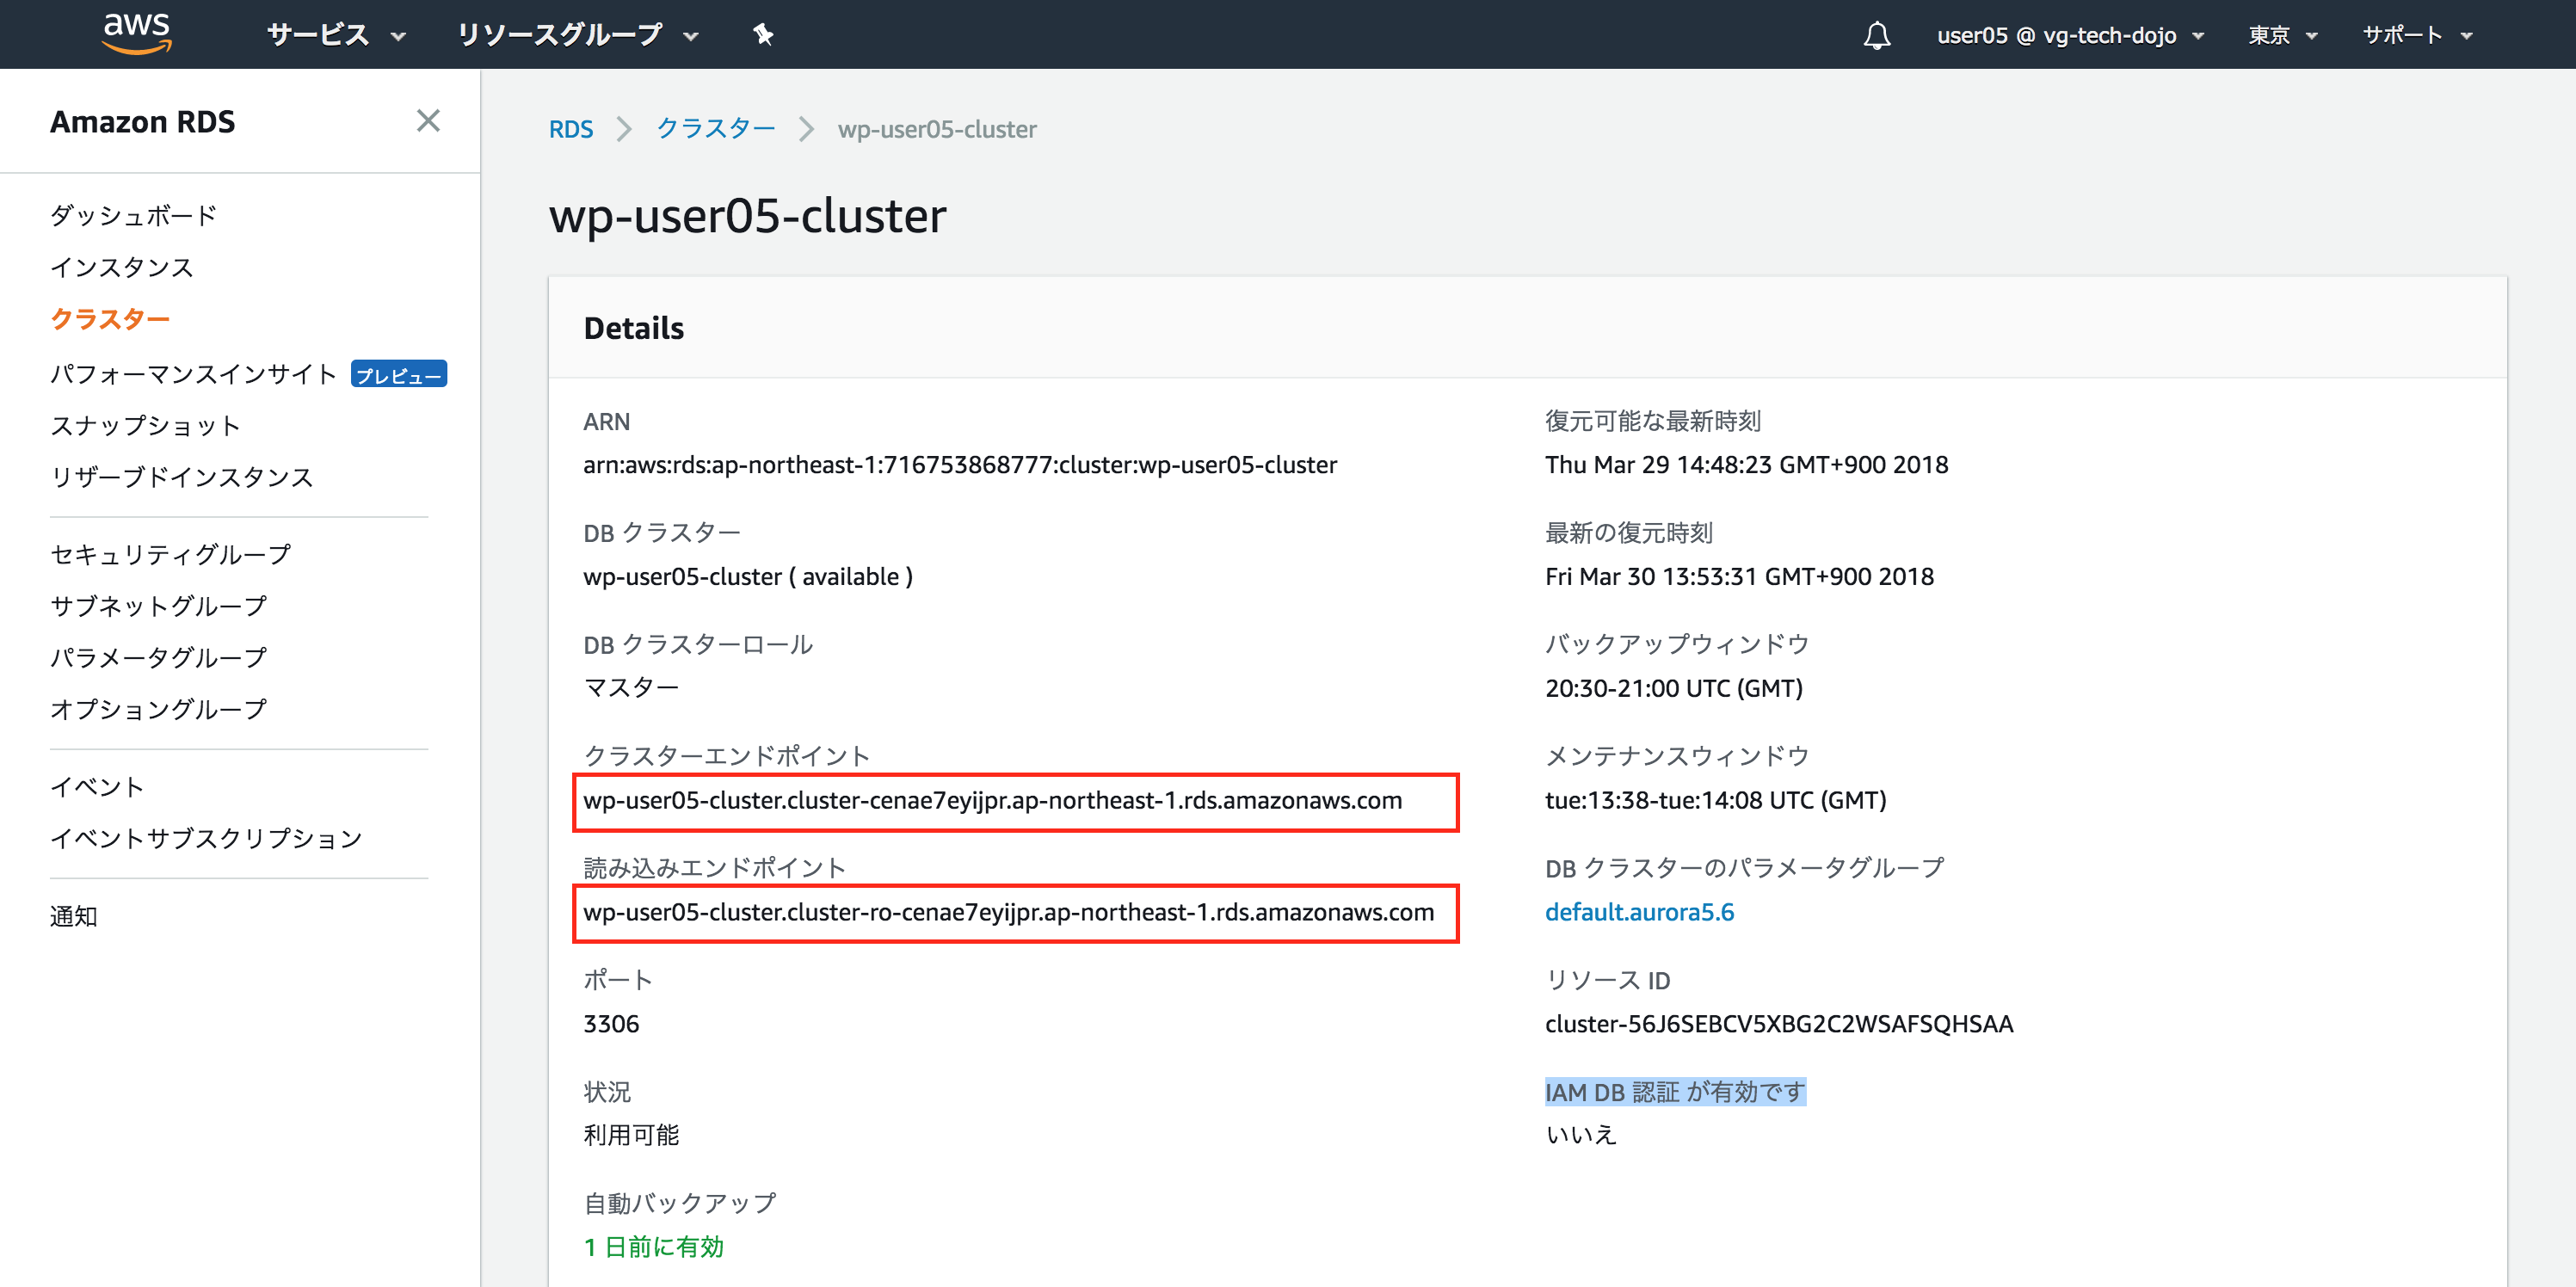 aws サービス リソースグループ user05 @ vg-tech-dojo 東京 サポート
Amazon RDS
ダッシュボード
インスタンス
クラスター
パフォーマンスインサイト プレビュー
スナップショット
リザーブドインスタンス
セキュリティグループ
サブネットグループ
パラメータグループ
オプショングループ
イベント
イベントサブスクリプション
通知
RDS クラスター wp-user05-cluster
wp-user05-cluster
Details
ARN
arn:aws:rds:ap-northeast-1:716753868777:cluster:wp-user05-cluster
DB クラスター
wp-user05-cluster ( available )
DB クラスターロール
マスター
クラスターエンドポイント
wp-user05-cluster.cluster-cenae7eyijpr.ap-northeast-1.rds.amazonaws.com
読み込みエンドポイント
wp-user05-cluster.cluster-ro-cenae7eyijpr.ap-northeast-1.rds.amazonaws.com
ポート
3306
状況
利用可能
自動バックアップ
1 日前に有効
復元可能な最新時刻
Thu Mar 29 14:48:23 GMT+900 2018
最新の復元時刻
Fri Mar 30 13:53:31 GMT+900 2018
バックアップウィンドウ
20:30-21:00 UTC (GMT)
メンテナンスウィンドウ
tue:13:38-tue:14:08 UTC (GMT)
DB クラスターのパラメータグループ
default.aurora5.6
リソース ID
cluster-56J6SEBCV5XBG2C2WSAFSQHSAA
IAM DB 認証 が有効です
いいえ